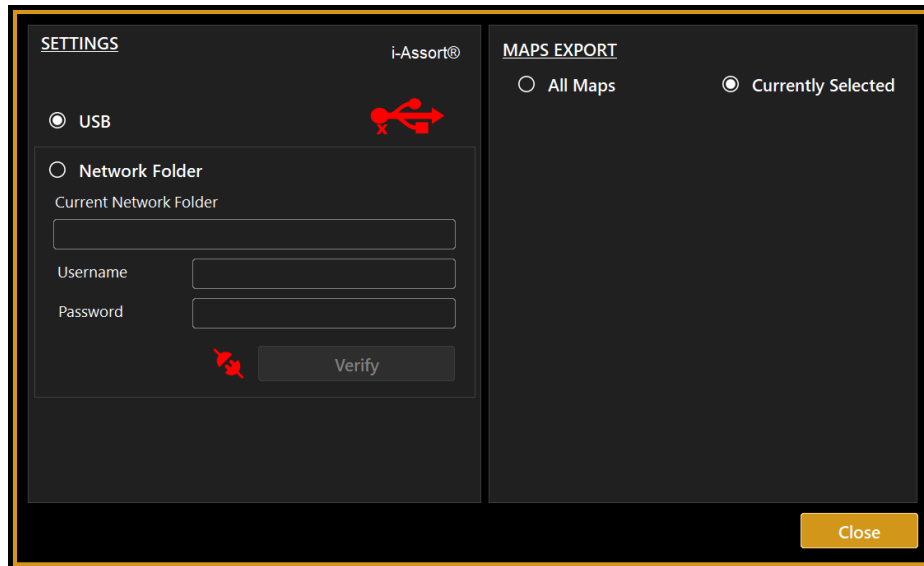 SETTINGS
i-Assort®
USB
Network Folder
Current Network Folder
Username
Password
Verify
MAPS EXPORT
All Maps
Currently Selected
Close